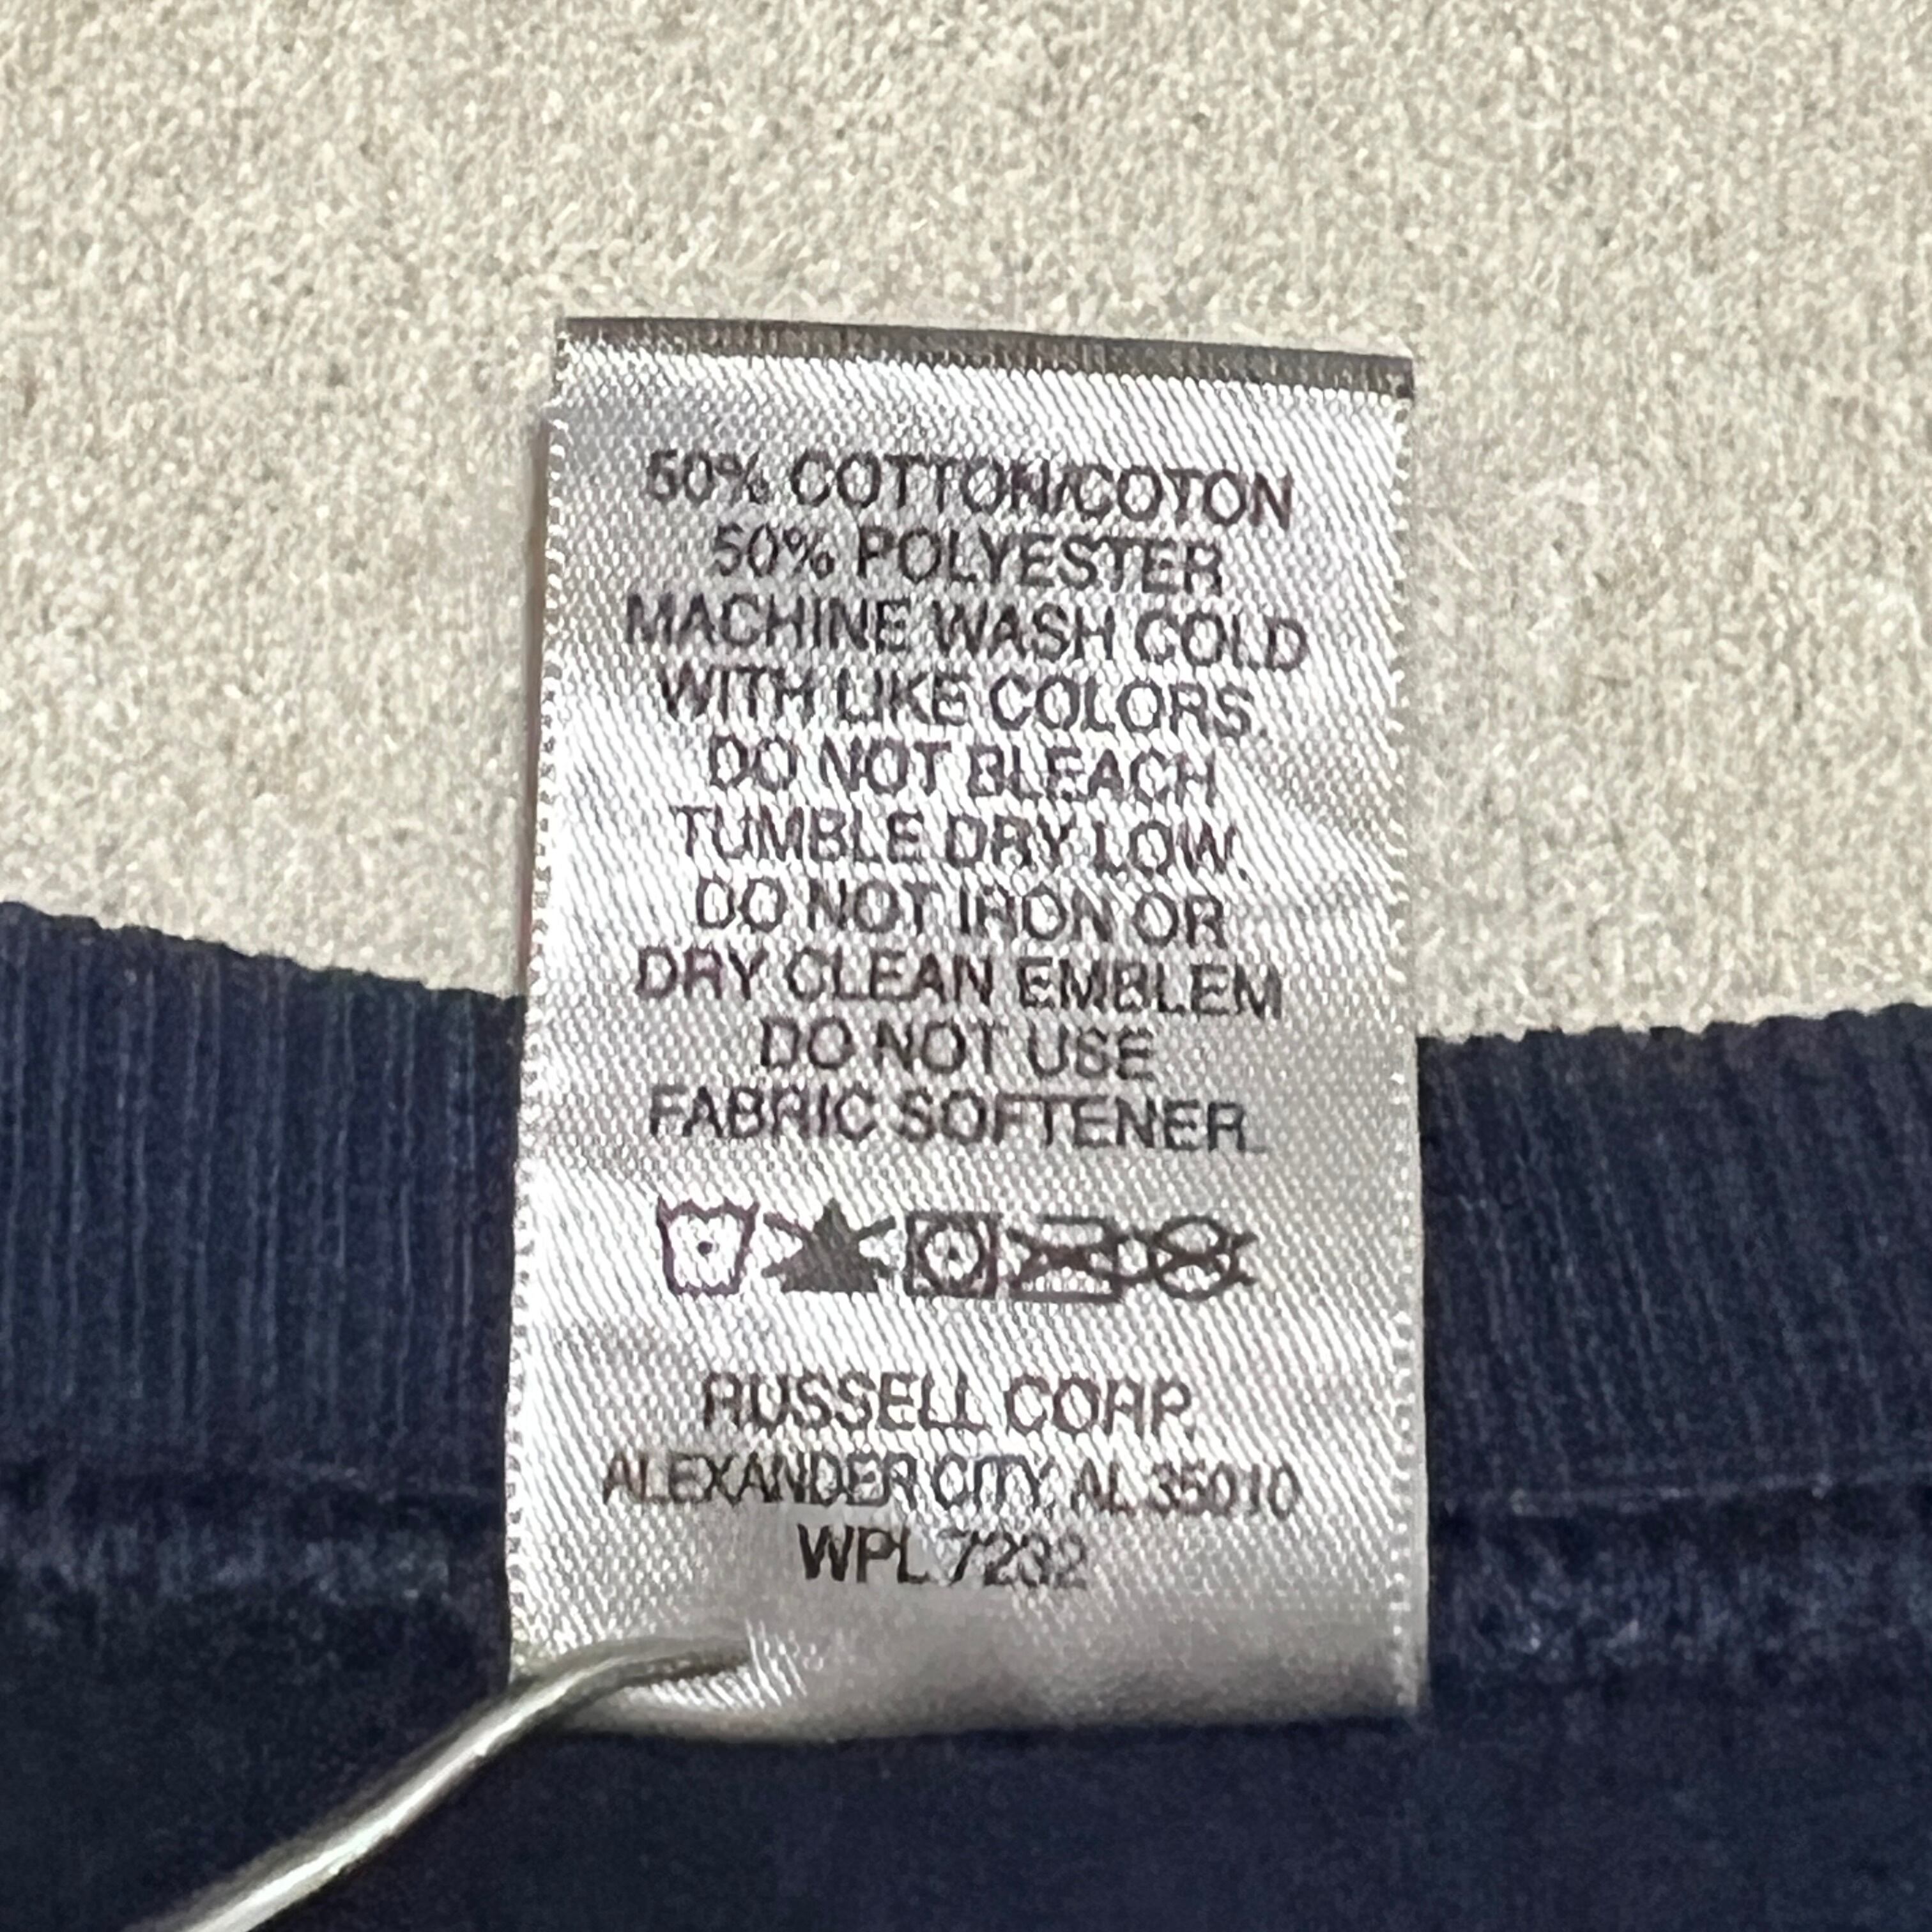 50% COTTON/COTON
50% POLYESTER
MACHINE WASH COLD
WITH LIKE COLORS.
DO NOT BLEACH
TUMBLE DRY LOW.
DO NOT IRON OR
DRY CLEAN EMBLEM
DO NOT USE
FABRIC SOFTENER.
RUSSELL CORP.
ALEXANDER CITY, AL 35010
WPL 7232